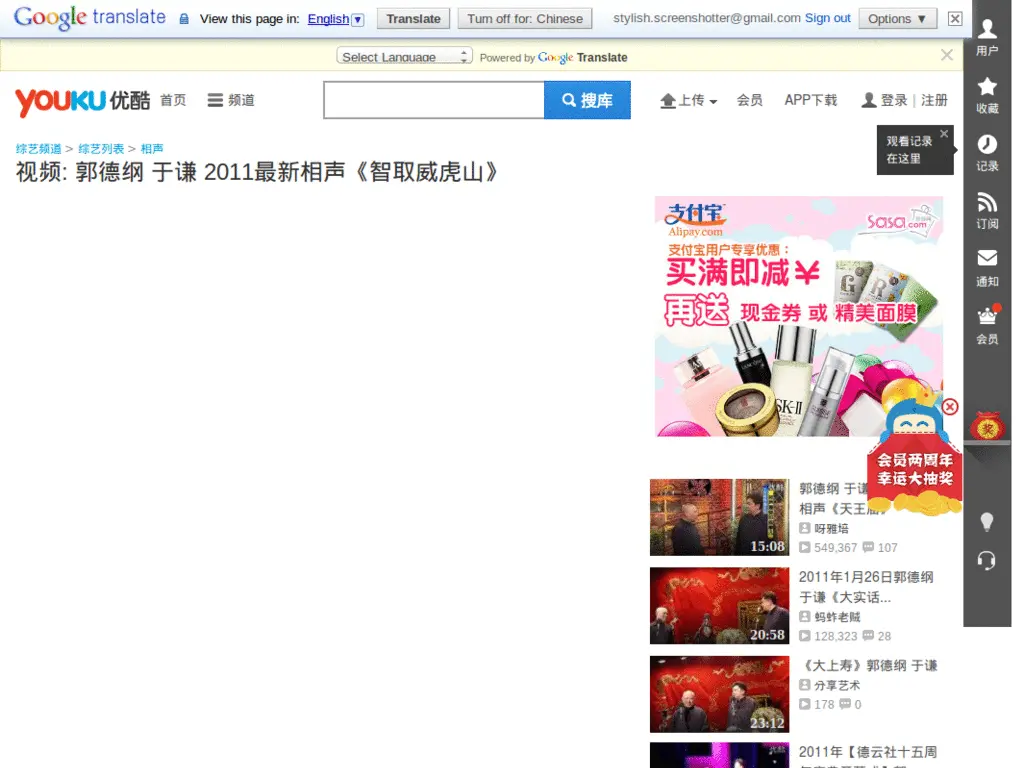 Google translate
View this page in: English
Translate
Turn off for: Chinese
stylish.screenshotter@gmail.com Sign out
Options ▼
Select Language
Powered by Google Translate
YOUKU优酷
首页
频道
搜库
上传
会员
APP下载
登录 | 注册
用户
收藏
记录
订阅
通知
会员
观看记录
在这里
综艺频道 > 综艺列表 > 相声
视频: 郭德纲 于谦 2011最新相声《智取威虎山》
支付宝
Alipay.com
Sasa.com
支付宝用户专享优惠：
买满即减￥
再送 现金券 或 精美面膜
SK-II
奖
会员两周年
幸运大抽奖
15:08
郭德纲 于谦
相声《天王庙》
呀雅培
549,367 107
20:58
2011年1月26日郭德纲
于谦《大实话...
蚂蚱老贼
128,323 28
23:12
《大上寿》郭德纲 于谦
分享艺术
178 0
2011年【德云社十五周